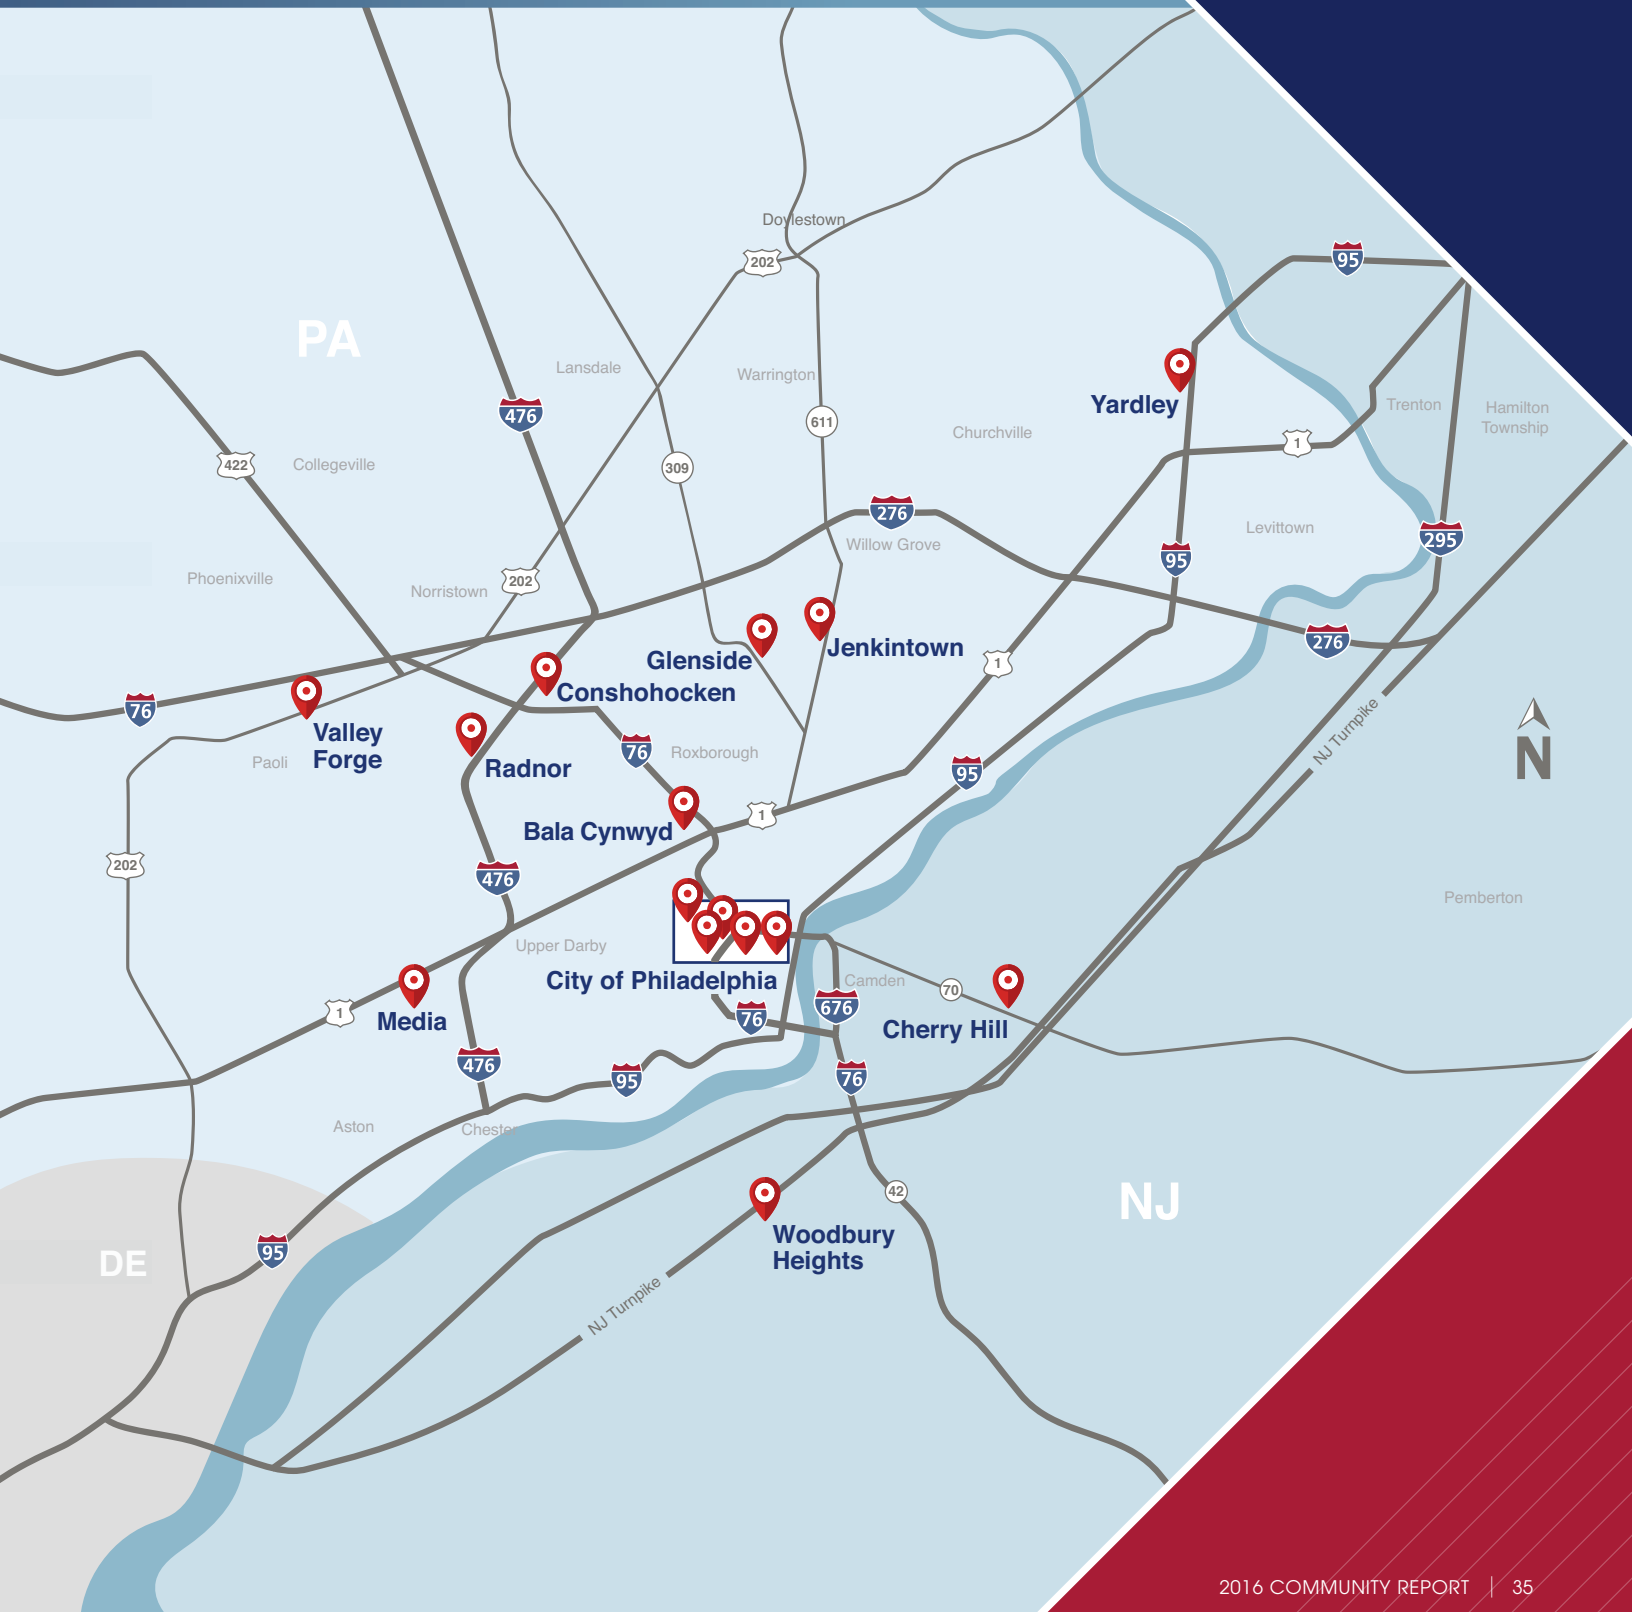 Doylestown
202
95
PA
Lansdale
Warrington
Yardley
476
611
Trenton
Hamilton
Township
Churchville
1
422
Collegeville
309
276
Willow Grove
Levittown
295
95
Phoenixville
Norristown
202
276
Glenside
Jenkintown
1
Conshohocken
76
Valley
Forge
Radnor
76
Roxborough
Paoli
NJ Turnpike
N
95
Bala Cynwyd
1
202
476
Pemberton
Upper Darby
City of Philadelphia
Camden
70
Media
1
76
676
Cherry Hill
476
95
76
Aston
Chester
42
NJ
Woodbury
Heights
95
DE
NJ Turnpike
2016 COMMUNITY REPORT | 35